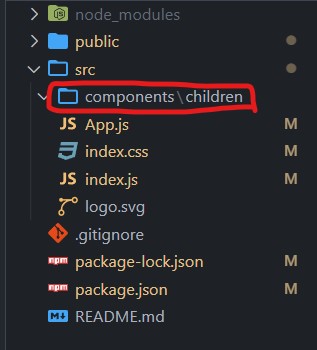 node_modules
public
src
components\children
JS App.js M
index.css M
JS index.js M
logo.svg
.gitignore
npm package-lock.json M
npm package.json M
README.md